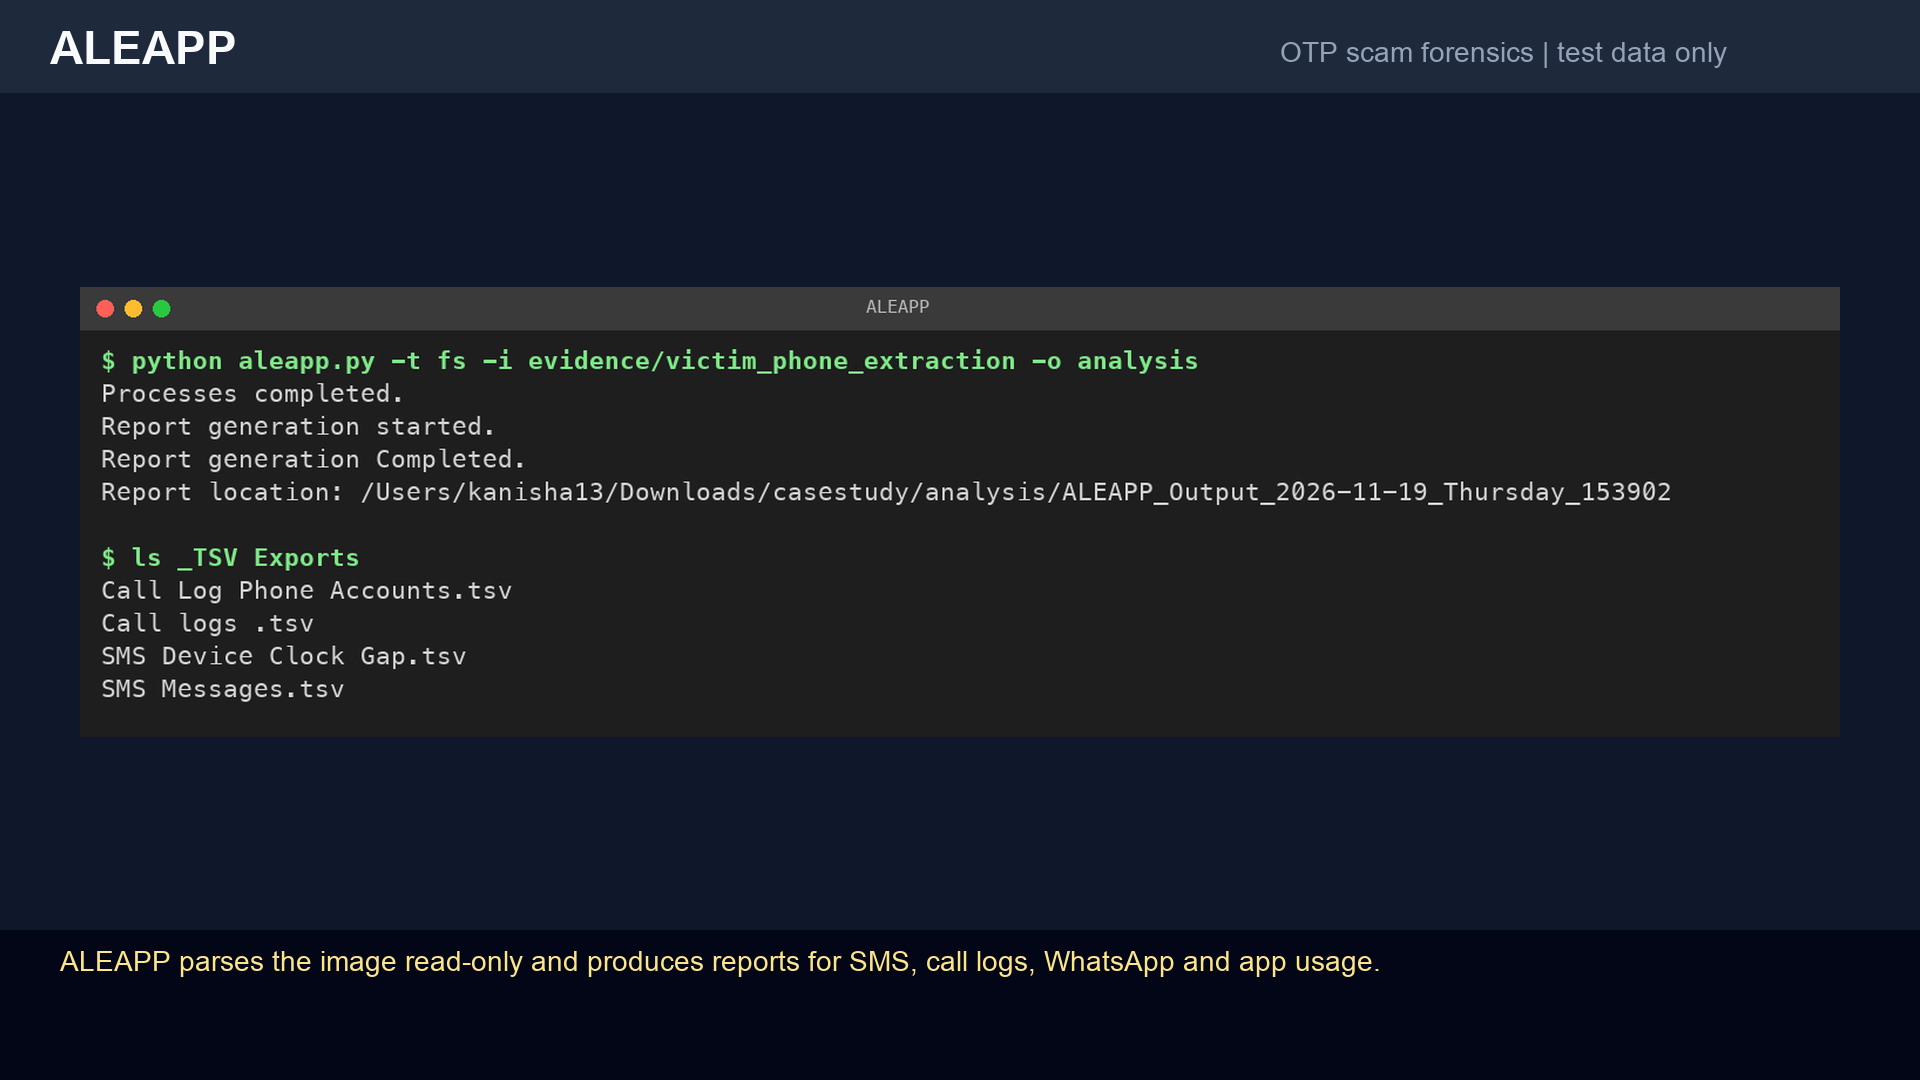 ALEAPP
OTP scam forensics | test data only
ALEAPP
$ python aleapp.py -t fs -i evidence/victim_phone_extraction -o analysis
Processes completed.
Report generation started.
Report generation Completed.
Report location: /Users/kanisha13/Downloads/casestudy/analysis/ALEAPP_Output_2026-11-19_Thursday_153902
$ ls _TSV Exports
Call Log Phone Accounts.tsv
Call logs .tsv
SMS Device Clock Gap.tsv
SMS Messages.tsv
ALEAPP parses the image read-only and produces reports for SMS, call logs, WhatsApp and app usage.